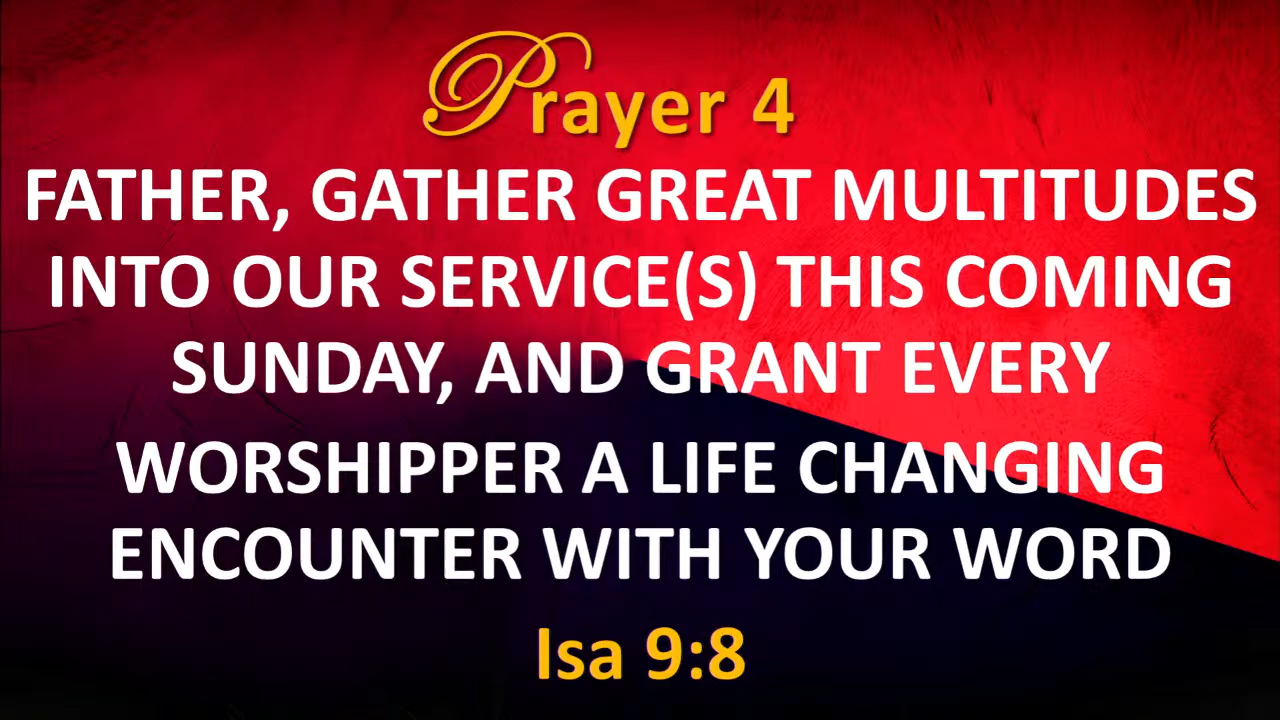 Prayer 4
FATHER, GATHER GREAT MULTITUDES
INTO OUR SERVICE(S) THIS COMING
SUNDAY, AND GRANT EVERY
WORSHIPPER A LIFE CHANGING
ENCOUNTER WITH YOUR WORD
Isa 9:8